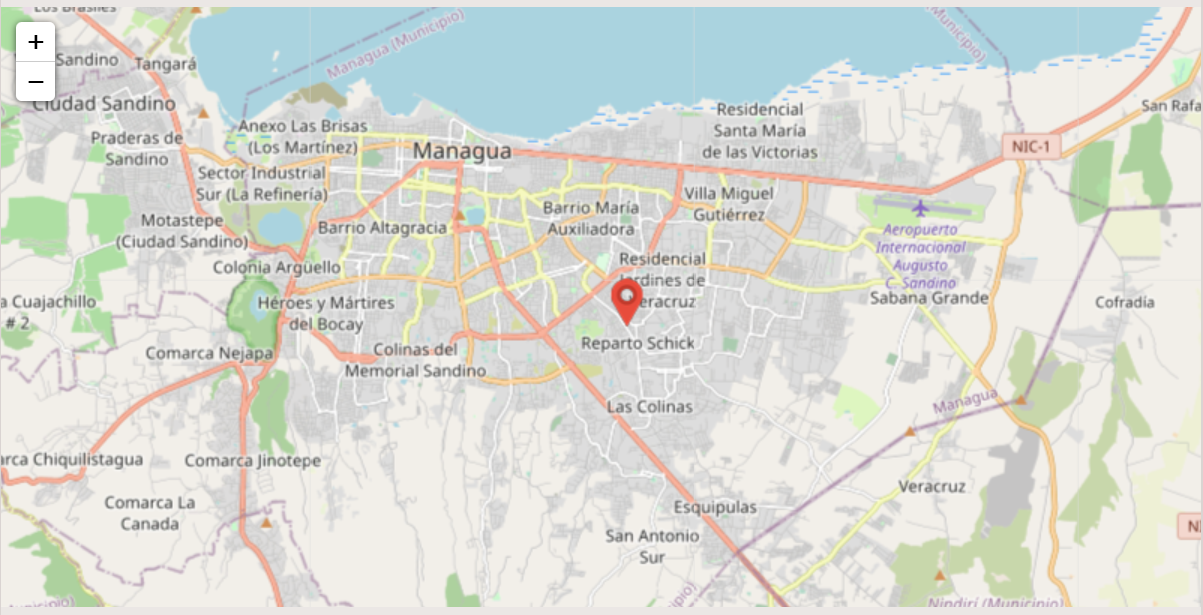 Los Brasiles
+
−
Sandino
Tangará
Ciudad Sandino
Praderas de
Sandino
Anexo Las Brisas
(Los Martínez)
Sector Industrial
Sur (La Refinería)
Motastepe
(Ciudad Sandino)
Colonia Argüello
Managua (Municipio)
Managua
Residencial
Santa María
de las Victorias
Municipio)
San Rafa
NIC-1
Villa Miguel
Gutiérrez
Barrio María
Auxiliadora
Barrio Altagracia
Aeropuerto
Internacional
Augusto
C. Sandino
Residencial
Jardines de
Veracruz
Sabana Grande
Cofradía
a Cuajachillo
# 2
Héroes y Mártires
del Bocay
Comarca Nejapa
Colinas del
Memorial Sandino
Reparto Schick
Las Colinas
Managua
arca Chiquilistagua
Comarca Jinotepe
Comarca La
Canada
Esquipulas
San Antonio
Sur
Veracruz
NI
nicipio)
ipio)
Nindirí (Municipio)